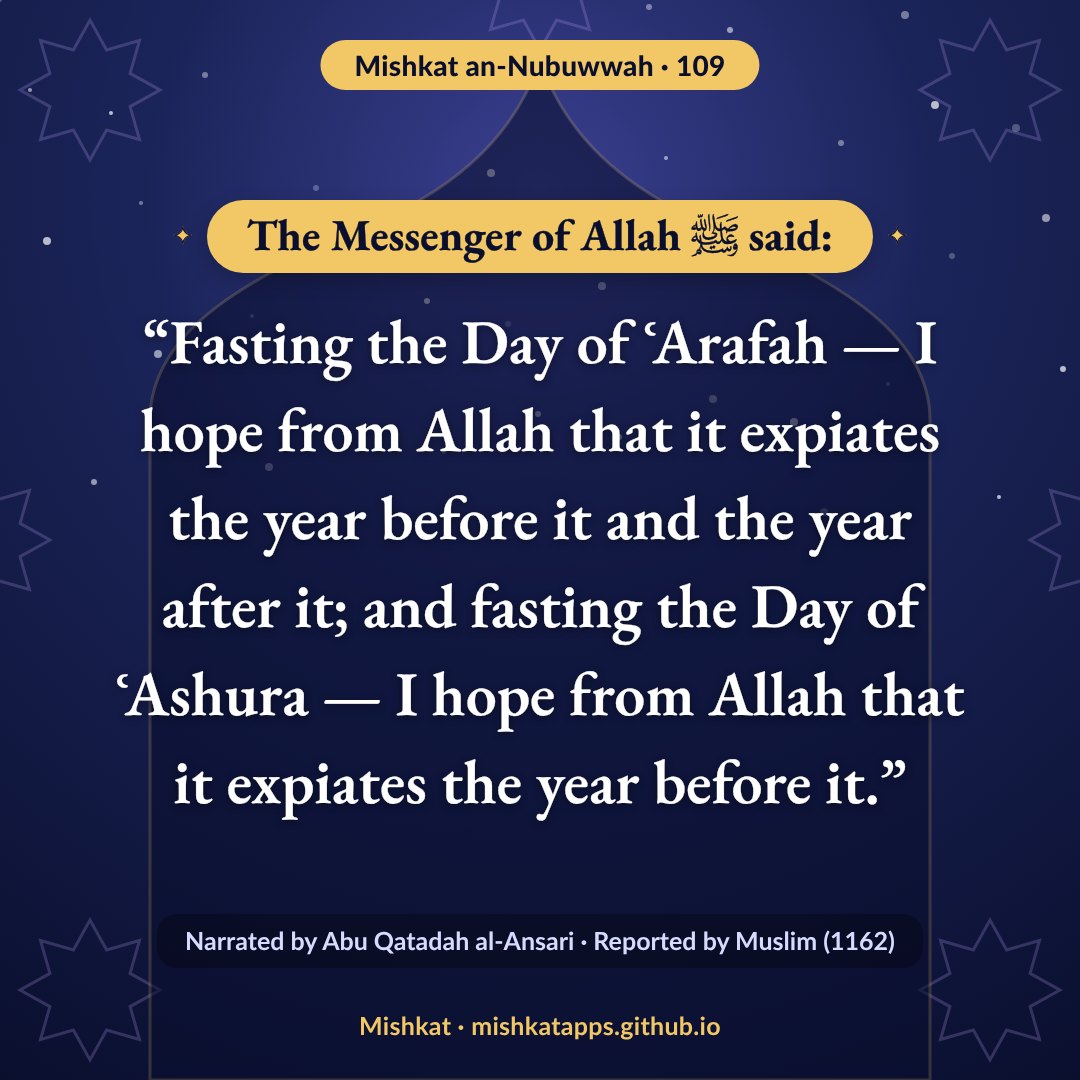 Mishkat an-Nubuwwah · 109
The Messenger of Allah ﷺ said:
“Fasting the Day of ʿArafah — I
hope from Allah that it expiates
the year before it and the year
after it; and fasting the Day of
ʿAshura — I hope from Allah that
it expiates the year before it.”
Narrated by Abu Qatadah al-Ansari · Reported by Muslim (1162)
Mishkat · mishkatapps.github.io